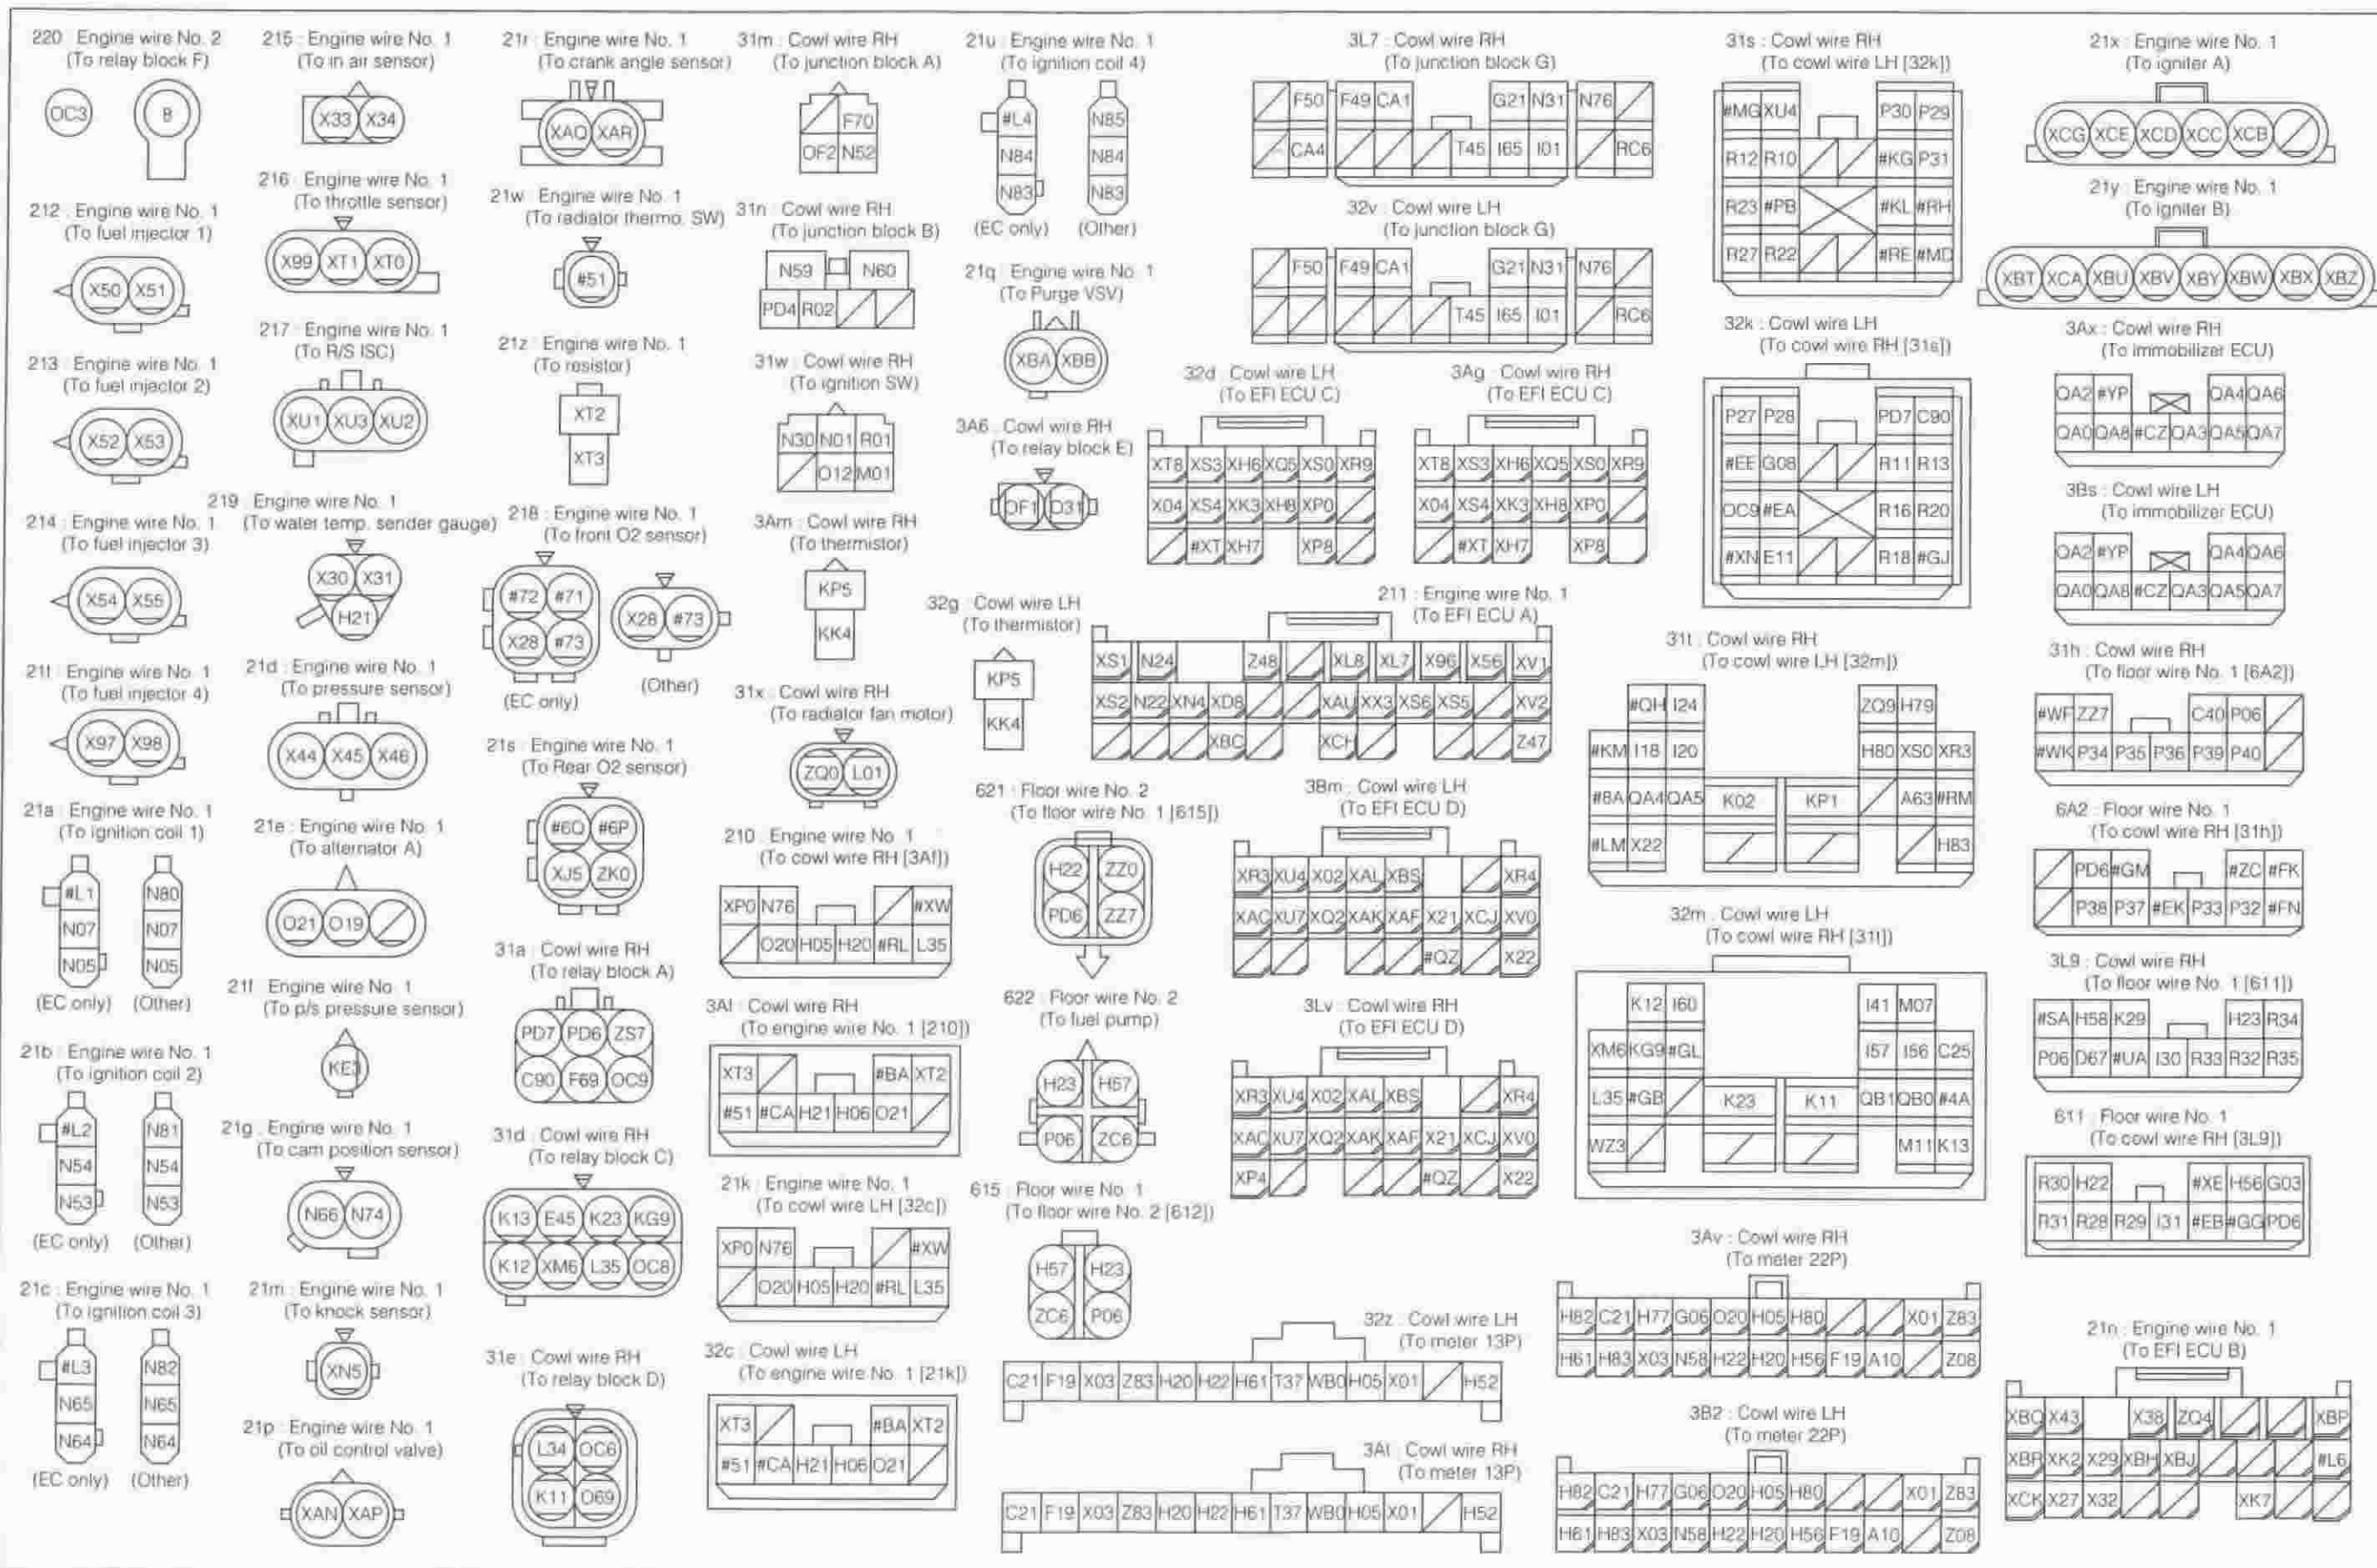 220 : Engine wire No. 2
(To relay block F)
OC3 B
212 : Engine wire No. 1
(To fuel injector 1)
X50 X51
213 : Engine wire No. 1
(To fuel injector 2)
X52 X53
214 : Engine wire No. 1
(To fuel injector 3)
X54 X55
21l : Engine wire No. 1
(To fuel injector 4)
X97 X98
21a : Engine wire No. 1
(To ignition coil 1)
#L1 N80
N07 N07
N05 N05
(EC only) (Other)
21b : Engine wire No. 1
(To ignition coil 2)
#L2 N81
N54 N54
N53 N53
(EC only) (Other)
21c : Engine wire No. 1
(To ignition coil 3)
#L3 N82
N65 N65
N64 N64
(EC only) (Other)
215 : Engine wire No. 1
(To in air sensor)
X33 X34
216 : Engine wire No. 1
(To throttle sensor)
X99 XT1 XT0
217 : Engine wire No. 1
(To R/S ISC)
XU1 XU3 XU2
219 : Engine wire No. 1
(To water temp. sender gauge)
X30 X31
H21
21d : Engine wire No. 1
(To pressure sensor)
X44 X45 X46
21e : Engine wire No. 1
(To alternator A)
O21 O19
21f : Engine wire No. 1
(To p/s pressure sensor)
KE3
21g : Engine wire No. 1
(To cam position sensor)
N66 N74
21m : Engine wire No. 1
(To knock sensor)
XN5
21p : Engine wire No. 1
(To oil control valve)
XAN XAP
21r : Engine wire No. 1
(To crank angle sensor)
XAQ XAR
21w : Engine wire No. 1
(To radiator thermo. SW)
#51
21z : Engine wire No. 1
(To resistor)
XT2
XT3
218 : Engine wire No. 1
(To front O2 sensor)
#72 #71
X28 #73
X28 #73
(EC only) (Other)
21s : Engine wire No. 1
(To Rear O2 sensor)
#6Q #6P
XJ5 ZK0
31a : Cowl wire RH
(To relay block A)
PD7 PD6 ZS7
C90 F69 OC9
31d : Cowl wire RH
(To relay block C)
K13 E45 K23 KG9
K12 XM6 L35 OC8
31e : Cowl wire RH
(To relay block D)
L34 OC6
K11 O69
31m : Cowl wire RH
(To junction block A)
F70
OF2 N52
31n : Cowl wire RH
(To junction block B)
N59 N60
PD4 R02
31w : Cowl wire RH
(To ignition SW)
N30 N01 R01
O12 M01
3Am : Cowl wire RH
(To thermistor)
KP5
KK4
31x : Cowl wire RH
(To radiator fan motor)
ZQ0 L01
210 : Engine wire No. 1
(To cowl wire RH [3Af])
XP0 N76 #XW
O20 H05 H20 #RL L35
3Af : Cowl wire RH
(To engine wire No. 1 [210])
XT3 #BA XT2
#51 #CA H21 H06 O21
21k : Engine wire No. 1
(To cowl wire LH [32c])
XP0 N76 #XW
O20 H05 H20 #RL L35
32c : Cowl wire LH
(To engine wire No. 1 [21k])
XT3 #BA XT2
#51 #CA H21 H06 O21
21u : Engine wire No. 1
(To ignition coil 4)
#L4 N85
N84 N84
N83 N83
(EC only) (Other)
21q : Engine wire No. 1
(To Purge VSV)
XBA XBB
3A6 : Cowl wire RH
(To relay block E)
OF1 O31
32g : Cowl wire LH
(To thermistor)
KP5
KK4
621 : Floor wire No. 2
(To floor wire No. 1 [615])
H22 ZZ0
PD6 ZZ7
622 : Floor wire No. 2
(To fuel pump)
H23 H57
P06 ZC6
615 : Floor wire No. 1
(To floor wire No. 2 [612])
H57 H23
ZC6 P06
3L7 : Cowl wire RH
(To junction block G)
F50 F49 CA1 G21 N31 N76
CA4 T45 I65 I01 RC6
32v : Cowl wire LH
(To junction block G)
F50 F49 CA1 G21 N31 N76
T45 I65 I01 RC6
32d : Cowl wire LH
(To EFI ECU C)
XT8 XS3 XH6 XQ5 XS0 XR9
X04 XS4 XK3 XH8 XP0
#XT XH7 XP8
3Ag : Cowl wire RH
(To EFI ECU C)
XT8 XS3 XH6 XQ5 XS0 XR9
X04 XS4 XK3 XH8 XP0
#XT XH7 XP8
211 : Engine wire No. 1
(To EFI ECU A)
XS1 N24 Z48 XL8 XL7 X96 X56 XV1
XS2 N22 XN4 XD8 XAU XX3 XS6 XS5 XV2
XBC XCH Z47
3Bm : Cowl wire LH
(To EFI ECU D)
XR3 XU4 X02 XAL XBS XR4
XAC XU7 XQ2 XAK XAF X21 XCJ XV0
#QZ X22
3Lv : Cowl wire RH
(To EFI ECU D)
XR3 XU4 X02 XAL XBS XR4
XAC XU7 XQ2 XAK XAF X21 XCJ XV0
XP4 #QZ X22
32z : Cowl wire LH
(To meter 13P)
C21 F19 X03 Z83 H20 H22 H61 T37 WB0 H05 X01 H52
3At : Cowl wire RH
(To meter 13P)
C21 F19 X03 Z83 H20 H22 H61 T37 WB0 H05 X01 H52
31s : Cowl wire RH
(To cowl wire LH [32k])
#MG XU4 P30 P29
R12 R10 #KG P31
R23 #PB #KL #RH
R27 R22 #RE #MD
32k : Cowl wire LH
(To cowl wire RH [31s])
P27 P28 PD7 C90
#EE G08 R11 R13
OC9 #EA R16 R20
#XN E11 R18 #GJ
31t : Cowl wire RH
(To cowl wire LH [32m])
#QH I24 ZQ9 H79
#KM I18 I20 H80 XS0 XR3
#8A QA4 QA5 K02 KP1 A63 #RM
#LM X22 H83
32m : Cowl wire LH
(To cowl wire RH [31t])
K12 I60 I41 M07
XM6 KG9 #GL I57 I56 C25
L35 #GB K23 K11 QB1 QB0 #4A
WZ3 M11 K13
3Av : Cowl wire RH
(To meter 22P)
H82 C21 H77 G06 O20 H05 H80 X01 Z83
H61 H83 X03 N58 H22 H20 H56 F19 A10 Z08
3B2 : Cowl wire LH
(To meter 22P)
H82 C21 H77 G06 O20 H05 H80 X01 Z83
H61 H83 X03 N58 H22 H20 H56 F19 A10 Z08
21x : Engine wire No. 1
(To igniter A)
XCG XCE XCD XCC XCB
21y : Engine wire No. 1
(To igniter B)
XBT XCA XBU XBV XBY XBW XBX XBZ
3Ax : Cowl wire RH
(To immobilizer ECU)
QA2 #YP QA4 QA6
QA0 QA8 #CZ QA3 QA5 QA7
3Bs : Cowl wire LH
(To immobilizer ECU)
QA2 #YP QA4 QA6
QA0 QA8 #CZ QA3 QA5 QA7
31h : Cowl wire RH
(To floor wire No. 1 [6A2])
#WF ZZ7 C40 P06
#WK P34 P35 P36 P39 P40
6A2 : Floor wire No. 1
(To cowl wire RH [31h])
PD6 #GM #ZC #FK
P38 P37 #EK P33 P32 #FN
3L9 : Cowl wire RH
(To floor wire No. 1 [611])
#SA H58 K29 H23 R34
P06 D67 #UA I30 R33 R32 R35
611 : Floor wire No. 1
(To cowl wire RH [3L9])
R30 H22 #XE H56 G03
R31 R28 R29 I31 #EB #GG PD6
21n : Engine wire No. 1
(To EFI ECU B)
XBQ X43 X38 ZQ4 XBP
XBR XK2 X29 XBH XBJ #L6
XCK X27 X32 XK7